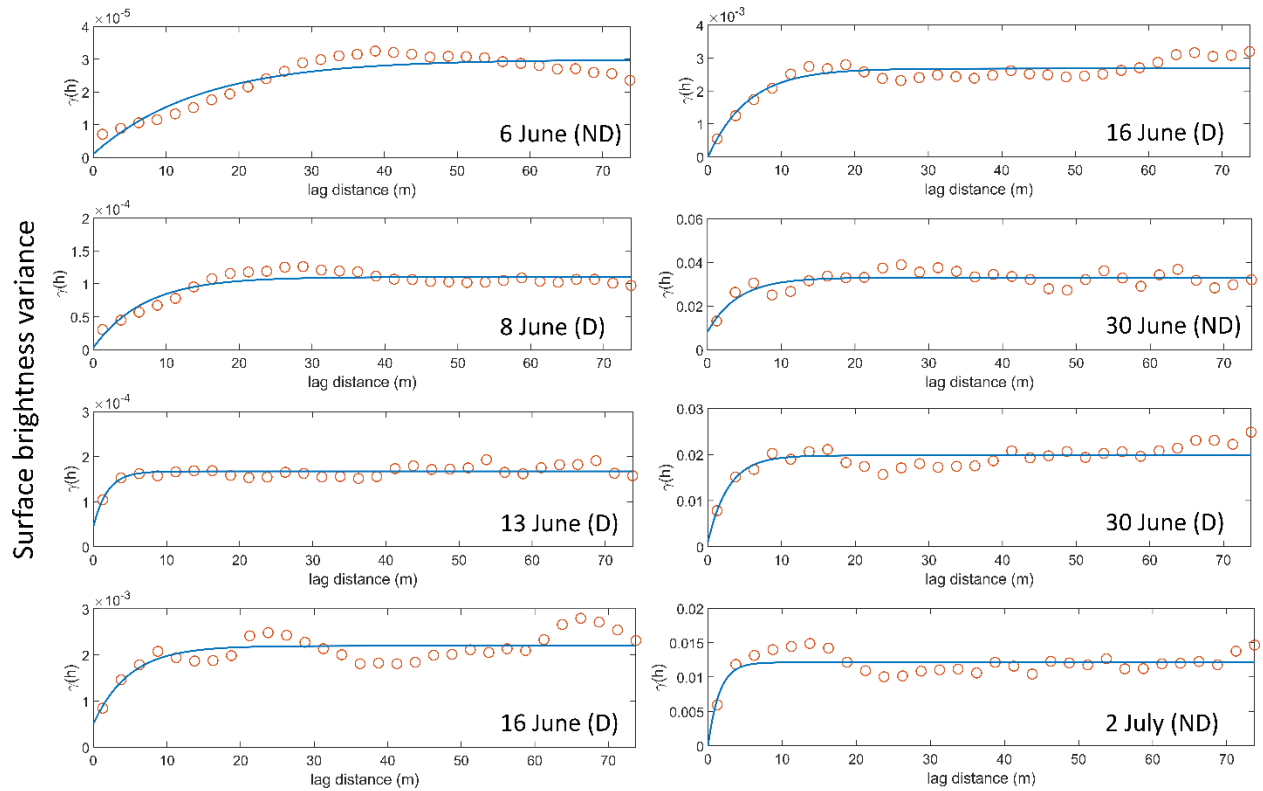 Surface brightness variance
×10⁻⁵
4
3
2
1
0
γ(h)
0 10 20 30 40 50 60 70
lag distance (m)
6 June (ND)
×10⁻⁴
2
1.5
1
0.5
0
γ(h)
0 10 20 30 40 50 60 70
lag distance (m)
8 June (D)
×10⁻⁴
3
2
1
0
γ(h)
0 10 20 30 40 50 60 70
lag distance (m)
13 June (D)
×10⁻³
3
2
1
0
γ(h)
0 10 20 30 40 50 60 70
lag distance (m)
16 June (D)
×10⁻³
4
3
2
1
0
γ(h)
0 10 20 30 40 50 60 70
lag distance (m)
16 June (D)
0.06
0.04
0.02
0
γ(h)
0 10 20 30 40 50 60 70
lag distance (m)
30 June (ND)
0.03
0.02
0.01
0
γ(h)
0 10 20 30 40 50 60 70
lag distance (m)
30 June (D)
0.02
0.015
0.01
0.005
0
γ(h)
0 10 20 30 40 50 60 70
lag distance (m)
2 July (ND)